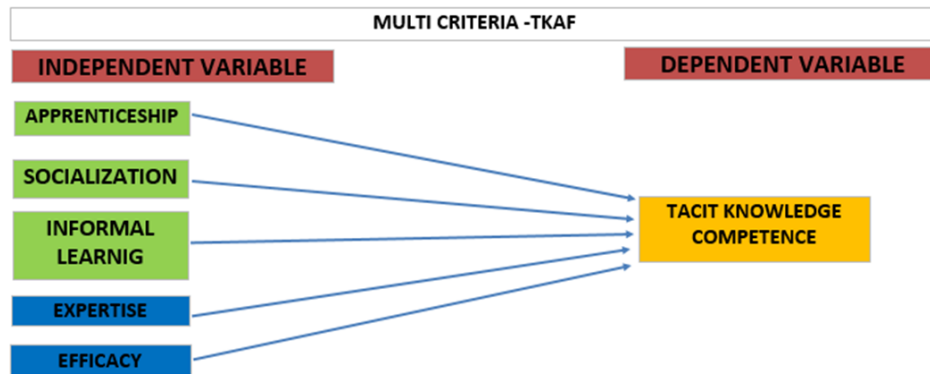 MULTI CRITERIA -TKAF
INDEPENDENT VARIABLE
DEPENDENT VARIABLE
APPRENTICESHIP
SOCIALIZATION
INFORMAL
LEARNIG
EXPERTISE
EFFICACY
TACIT KNOWLEDGE
COMPETENCE